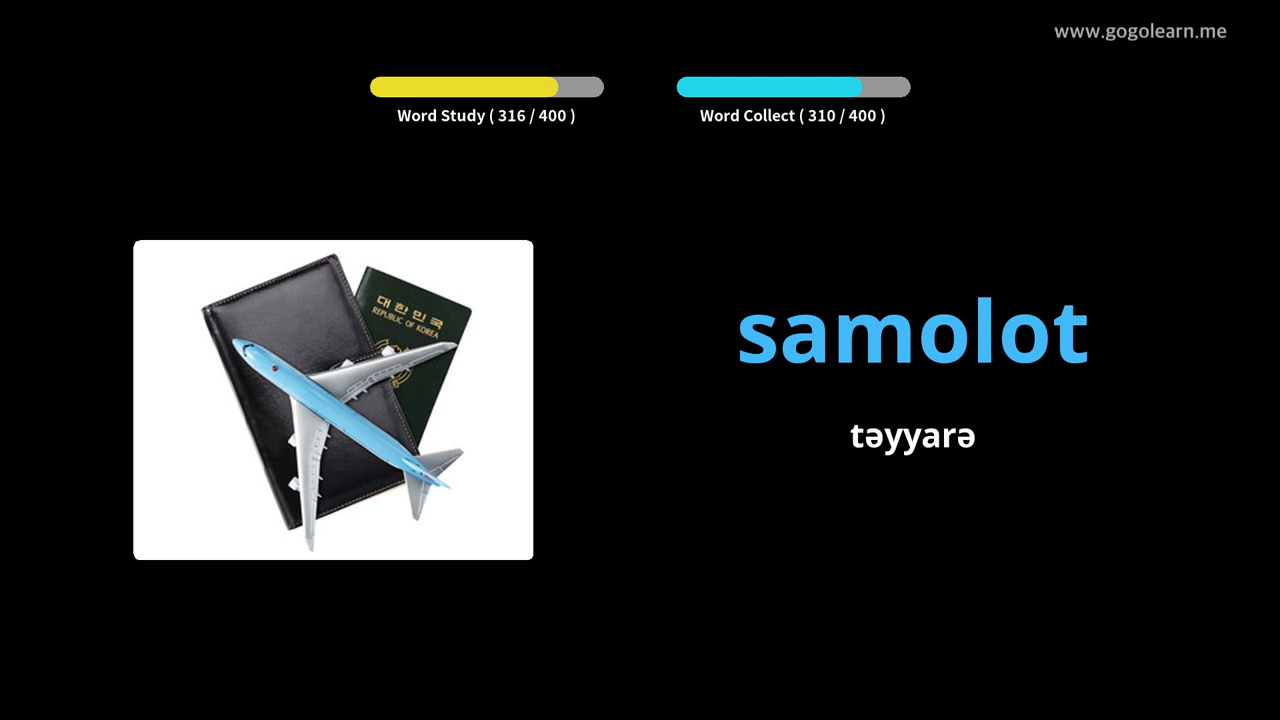 www.gogolearn.me
Word Study ( 316 / 400 )
Word Collect ( 310 / 400 )
대한민국
REPUBLIC OF KOREA
samolot
təyyarə